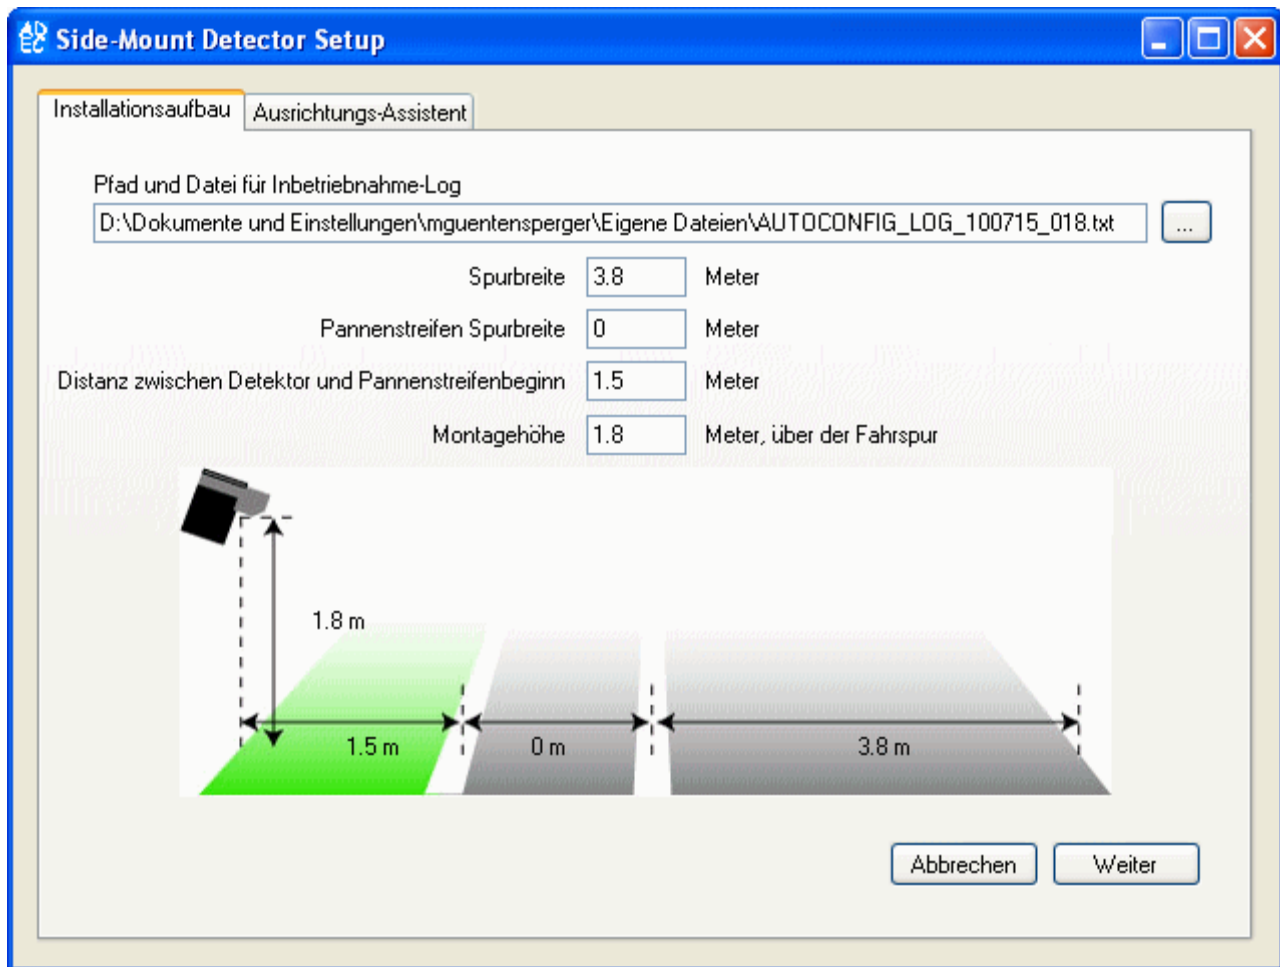 ADEC Side-Mount Detector Setup
Installationsaufbau Ausrichtungs-Assistent
Pfad und Datei für Inbetriebnahme-Log
D:\Dokumente und Einstellungen\mguentensperger\Eigene Dateien\AUTOCONFIG_LOG_100715_018.txt ...
Spurbreite 3.8 Meter
Pannenstreifen Spurbreite 0 Meter
Distanz zwischen Detektor und Pannenstreifenbeginn 1.5 Meter
Montagehöhe 1.8 Meter, über der Fahrspur
1.8 m
1.5 m 0 m 3.8 m
Abbrechen Weiter